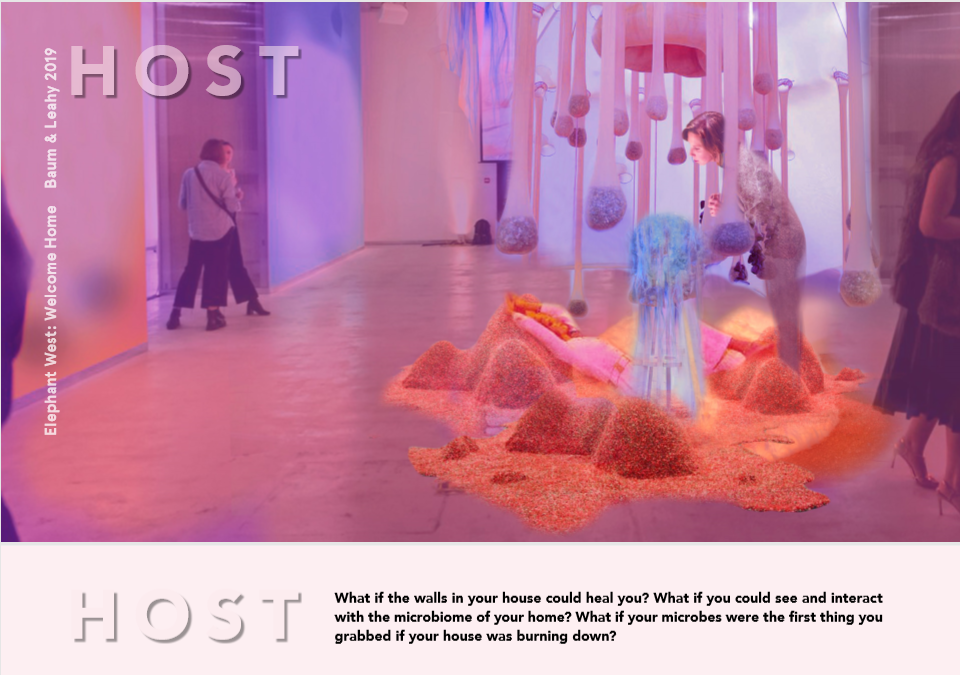 HOST
Elephant West: Welcome Home Baum & Leahy 2019
HOST
What if the walls in your house could heal you? What if you could see and interact
with the microbiome of your home? What if your microbes were the first thing you
grabbed if your house was burning down?